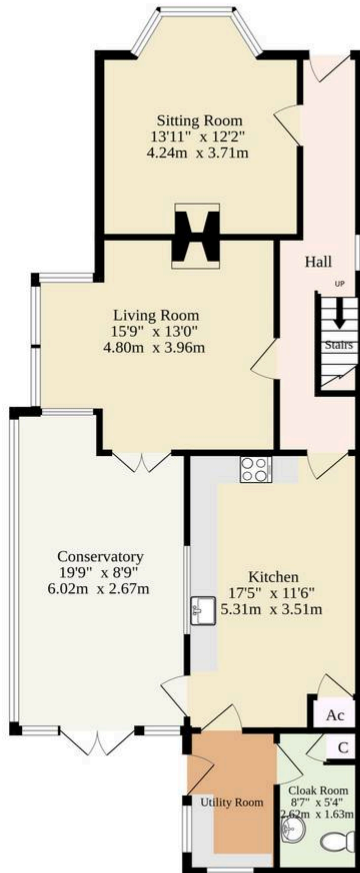 Sitting Room
13'11" x 12'2"
4.24m x 3.71m
Hall
UP
Stairs
Living Room
15'9" x 13'0"
4.80m x 3.96m
Conservatory
19'9" x 8'9"
6.02m x 2.67m
Kitchen
17'5" x 11'6"
5.31m x 3.51m
Ac
C
Utility Room
Cloak Room
8'7" x 5'4"
2.62m x 1.63m